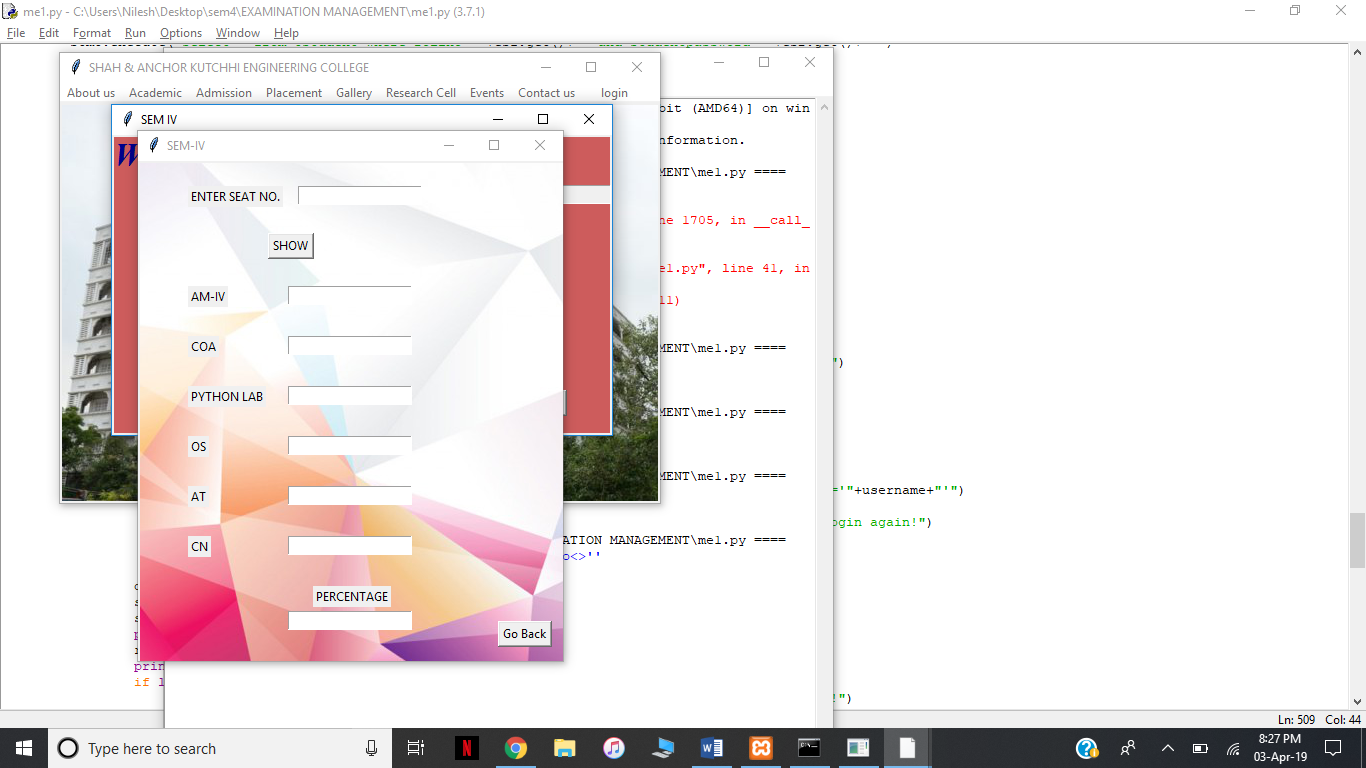 me1.py - C:\Users\Nilesh\Desktop\sem4\EXAMINATION MANAGEMENT\me1.py (3.7.1)
File Edit Format Run Options Window Help
SHAH & ANCHOR KUTCHHI ENGINEERING COLLEGE
About us Academic Admission Placement Gallery Research Cell Events Contact us login
bit (AMD64)] on win
SEM IV
W
nformation.
SEM-IV
MENT\me1.py ====
ENTER SEAT NO.
ne 1705, in __call_
SHOW
e1.py", line 41, in
AM-IV
ll)
COA
MENT\me1.py ====
")
PYTHON LAB
MENT\me1.py ====
OS
MENT\me1.py ====
AT
='"+username+"'")
ogin again!")
CN
ATION MANAGEMENT\me1.py ====
o<>''
PERCENTAGE
Go Back
prin
if l
!")
Ln: 509 Col: 44
Type here to search
8:27 PM
03-Apr-19